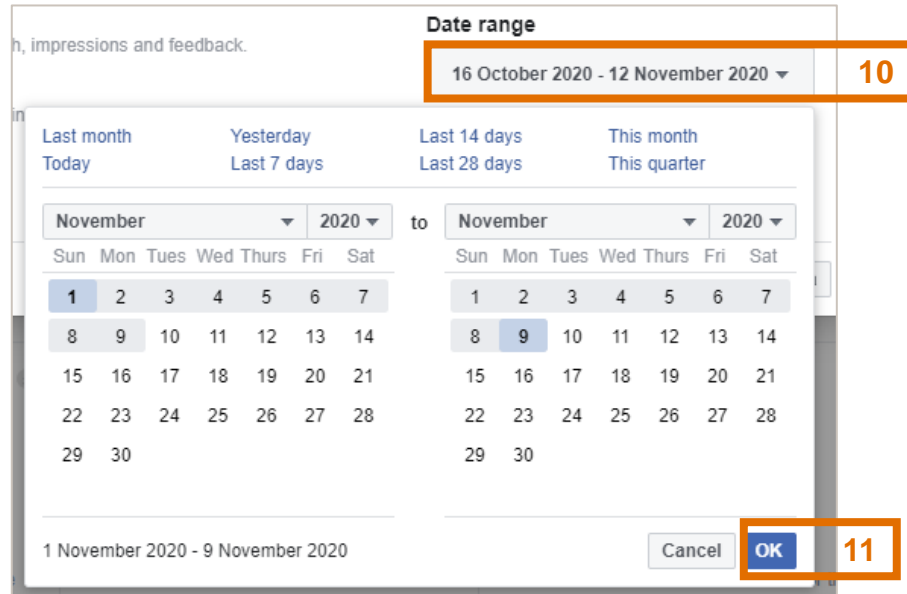 Date range
h, impressions and feedback.
16 October 2020 - 12 November 2020
10
in
Last month Yesterday Last 14 days This month
Today Last 7 days Last 28 days This quarter
November 2020 to November 2020
Sun Mon Tues Wed Thurs Fri Sat Sun Mon Tues Wed Thurs Fri Sat
1 2 3 4 5 6 7 1 2 3 4 5 6 7
8 9 10 11 12 13 14 8 9 10 11 12 13 14
15 16 17 18 19 20 21 15 16 17 18 19 20 21
22 23 24 25 26 27 28 22 23 24 25 26 27 28
29 30 29 30
1 November 2020 - 9 November 2020 Cancel OK
11